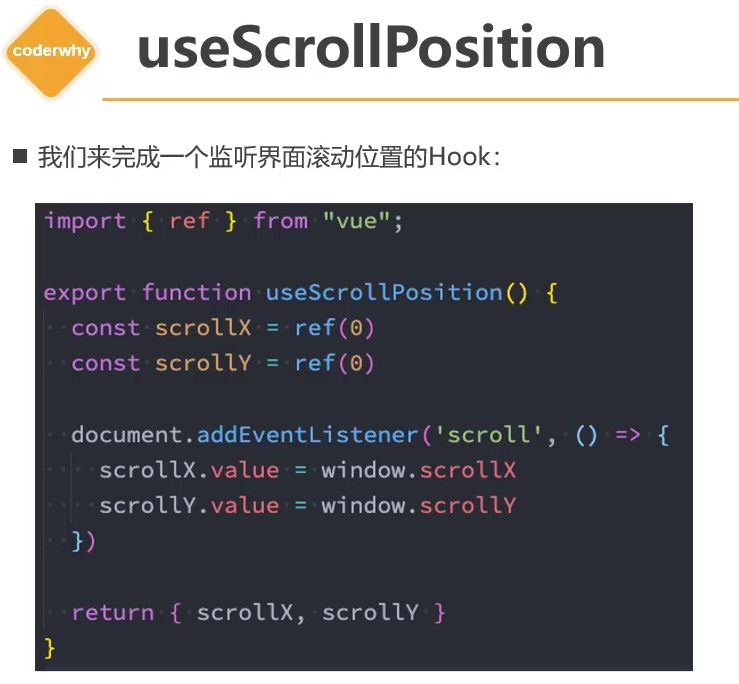 coderwhy
useScrollPosition
■ 我们来完成一个监听界面滚动位置的Hook：
import { ref } from "vue";
export function useScrollPosition() {
  const scrollX = ref(0)
  const scrollY = ref(0)
  document.addEventListener('scroll', () => {
    scrollX.value = window.scrollX
    scrollY.value = window.scrollY
  })
  return { scrollX, scrollY }
}